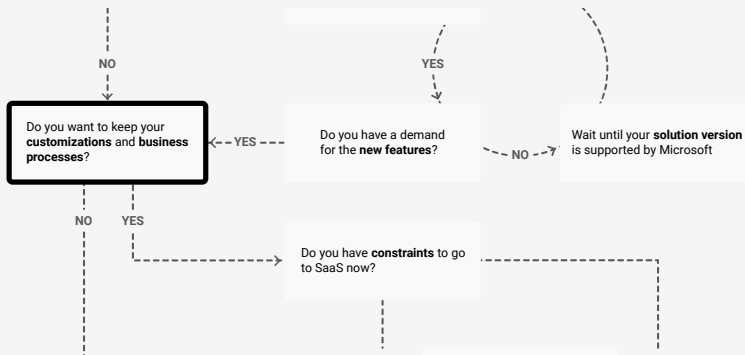 NO
YES
Do you want to keep your
customizations and business
processes?
YES
Do you have a demand
for the new features?
NO
Wait until your solution version
is supported by Microsoft
NO
YES
Do you have constraints to go
to SaaS now?